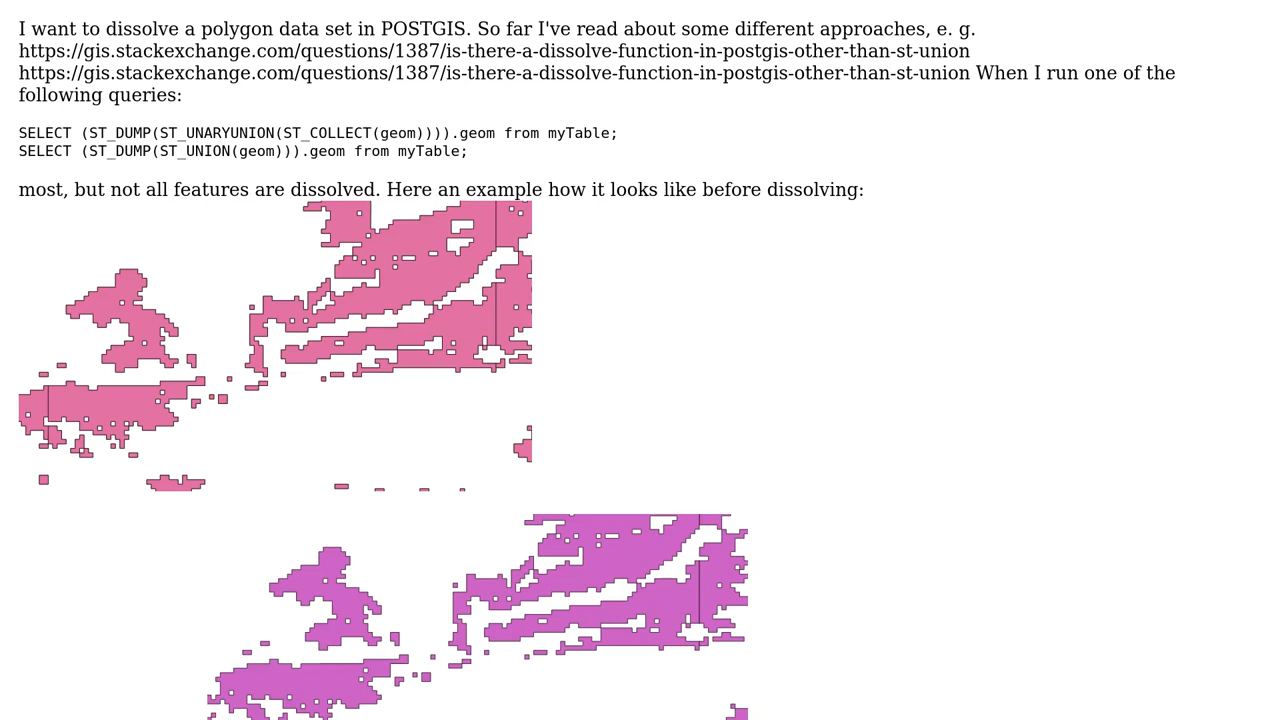 I want to dissolve a polygon data set in POSTGIS. So far I've read about some different approaches, e. g.
https://gis.stackexchange.com/questions/1387/is-there-a-dissolve-function-in-postgis-other-than-st-union
https://gis.stackexchange.com/questions/1387/is-there-a-dissolve-function-in-postgis-other-than-st-union When I run one of the
following queries:
SELECT (ST_DUMP(ST_UNARYUNION(ST_COLLECT(geom)))).geom from myTable;
SELECT (ST_DUMP(ST_UNION(geom))).geom from myTable;
most, but not all features are dissolved. Here an example how it looks like before dissolving: